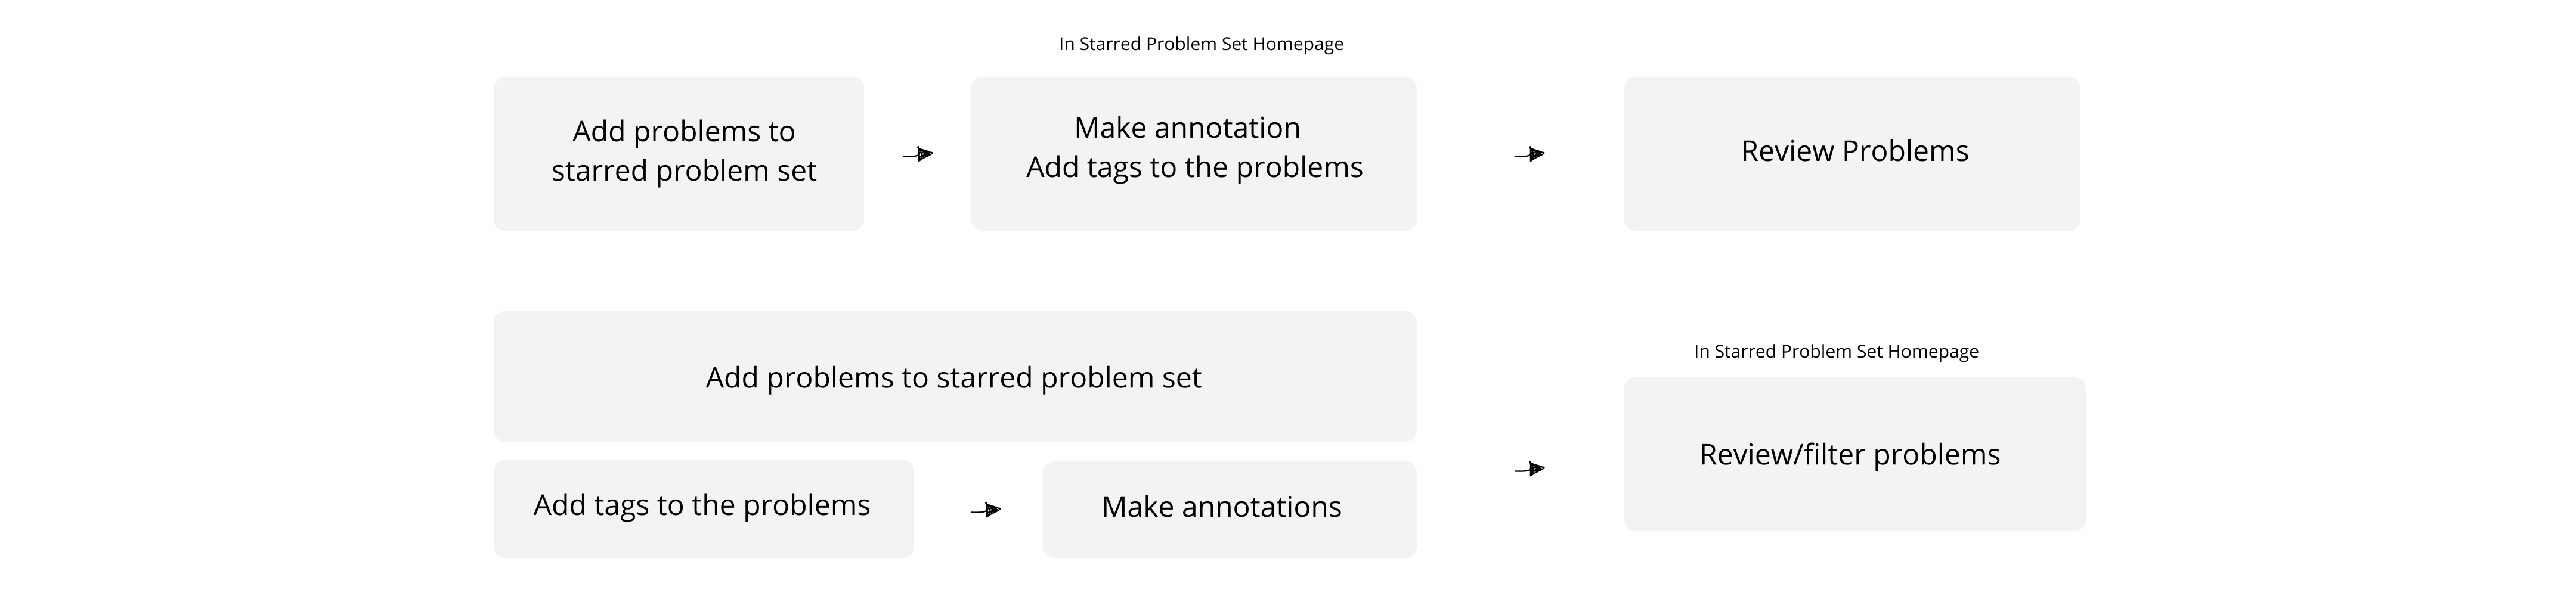 In Starred Problem Set Homepage
Add problems to
starred problem set
Make annotation
Add tags to the problems
Review Problems
Add problems to starred problem set
Add tags to the problems
Make annotations
In Starred Problem Set Homepage
Review/filter problems